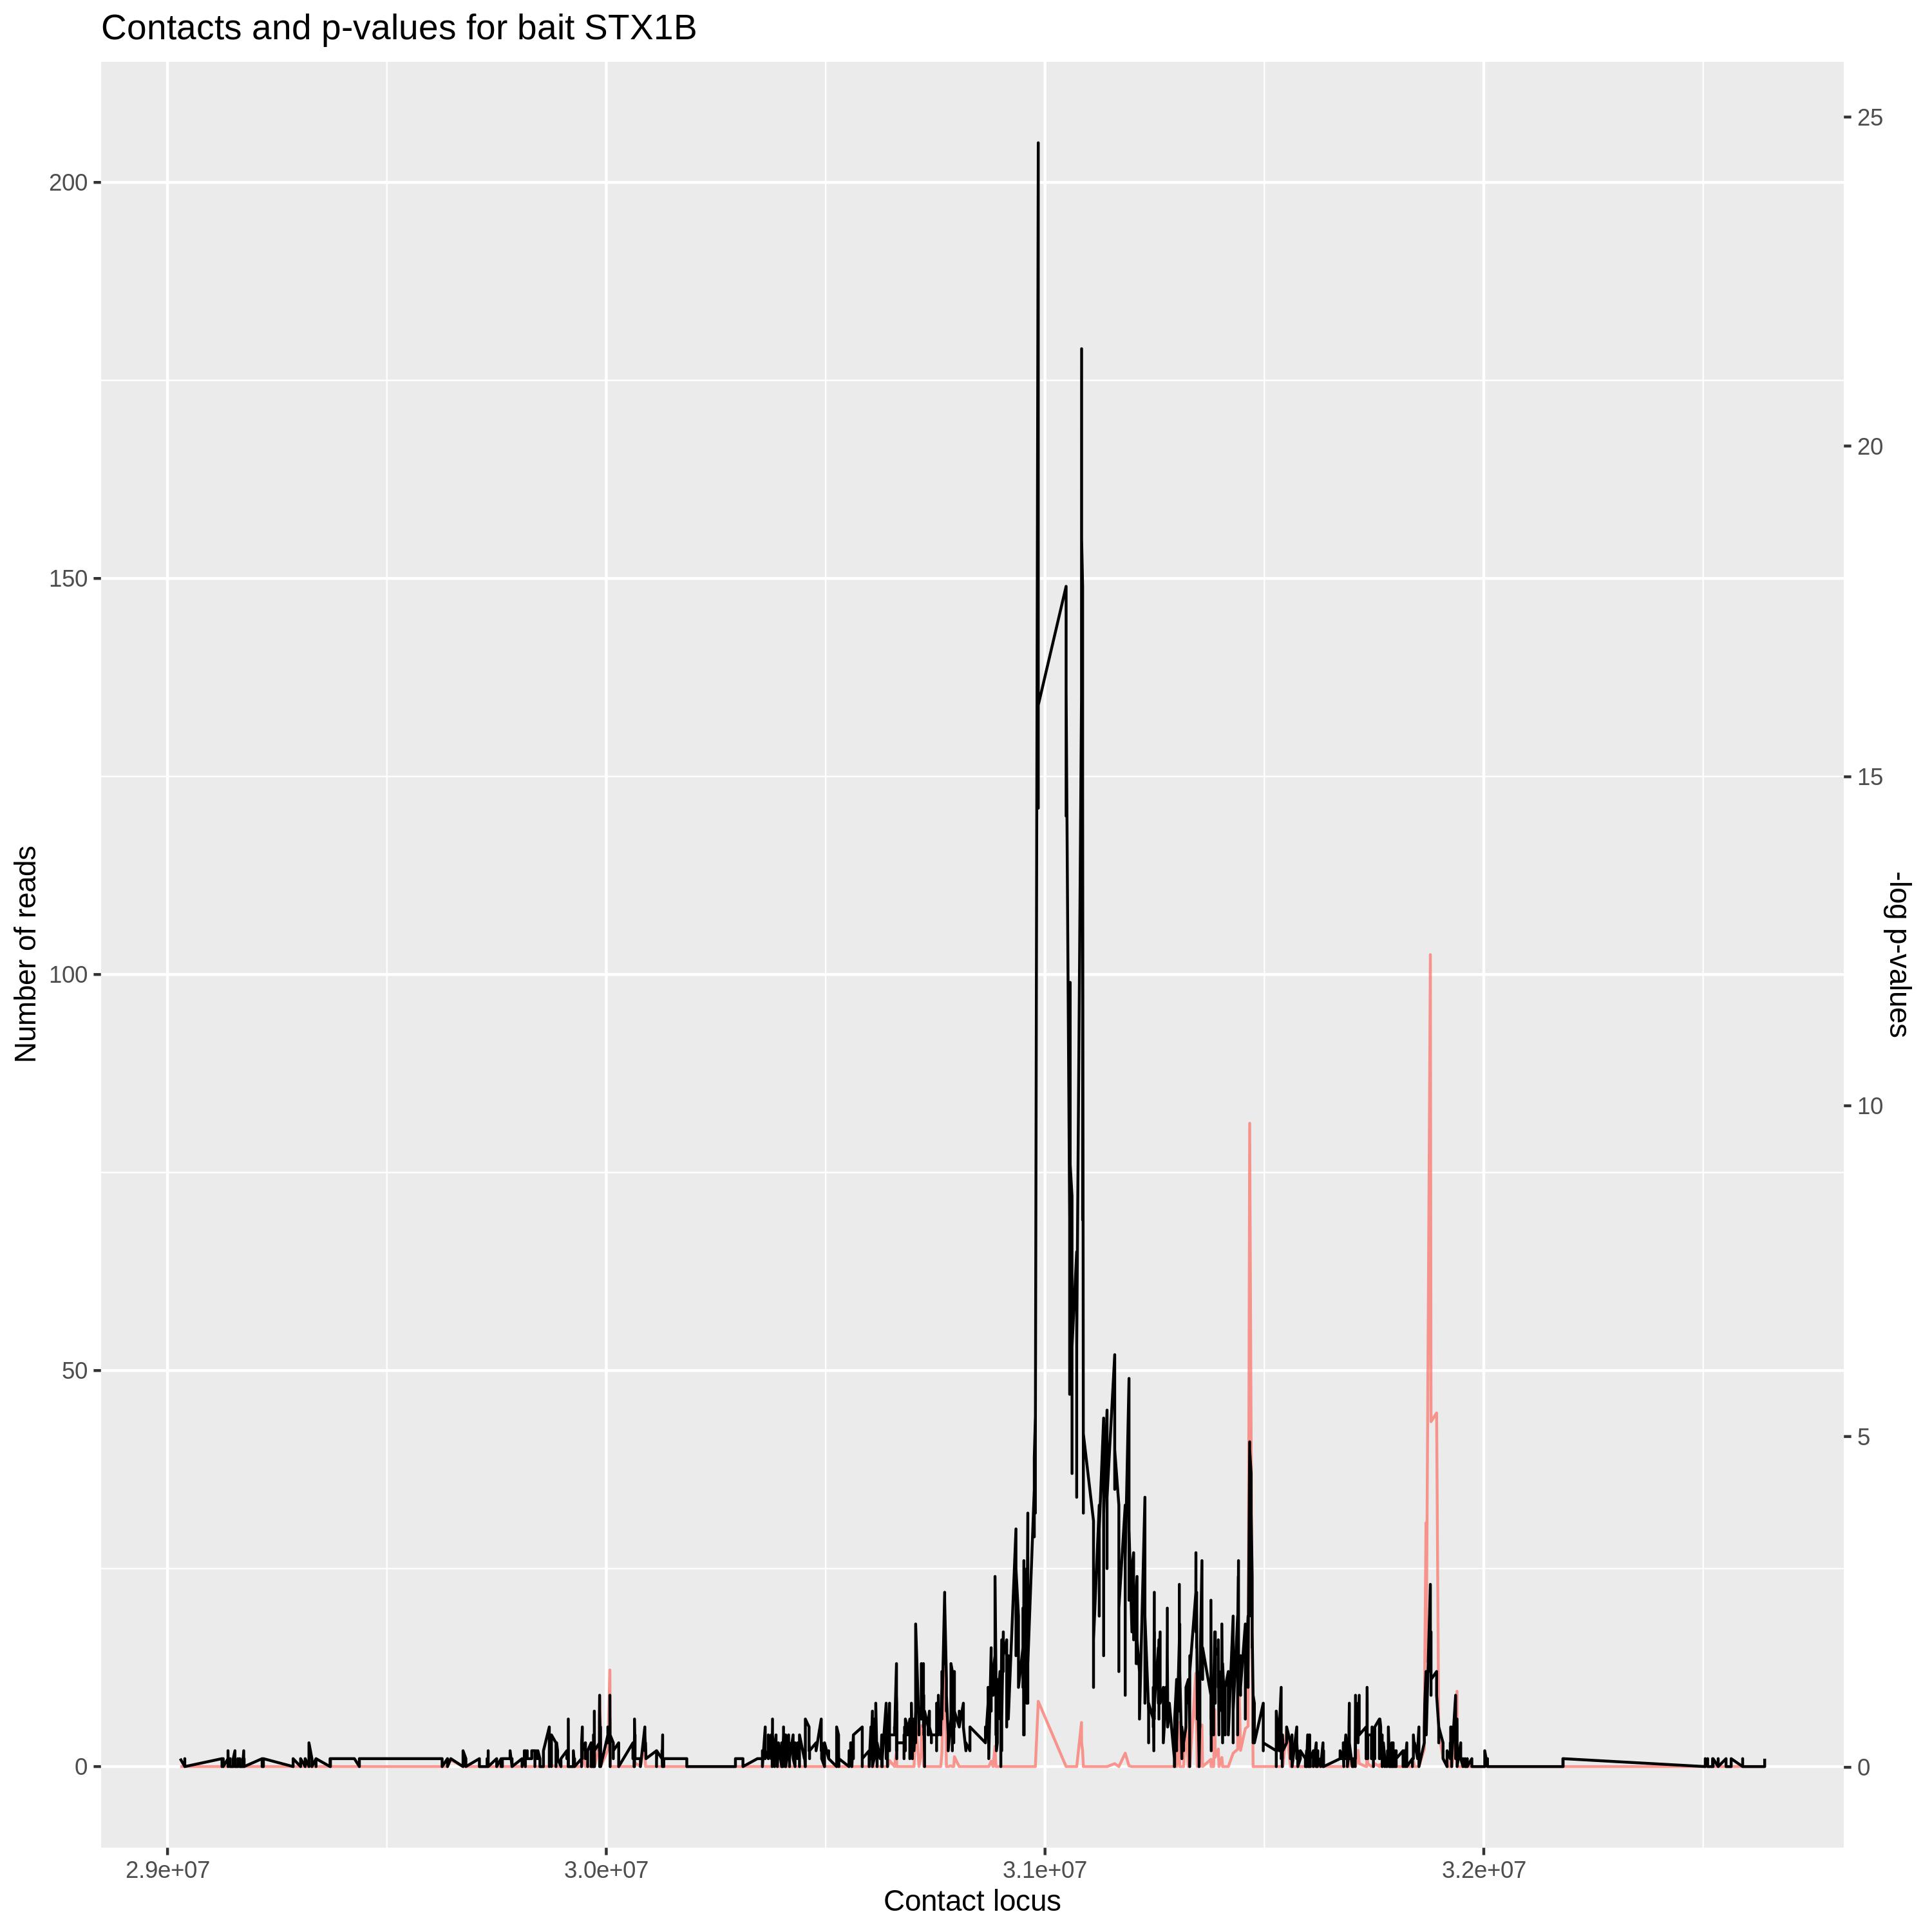 Contacts and p-values for bait STX1B
Number of reads
200
150
100
50
0
25
20
15
10
5
0
-log p-values
2.9e+07 3.0e+07 3.1e+07 3.2e+07
Contact locus